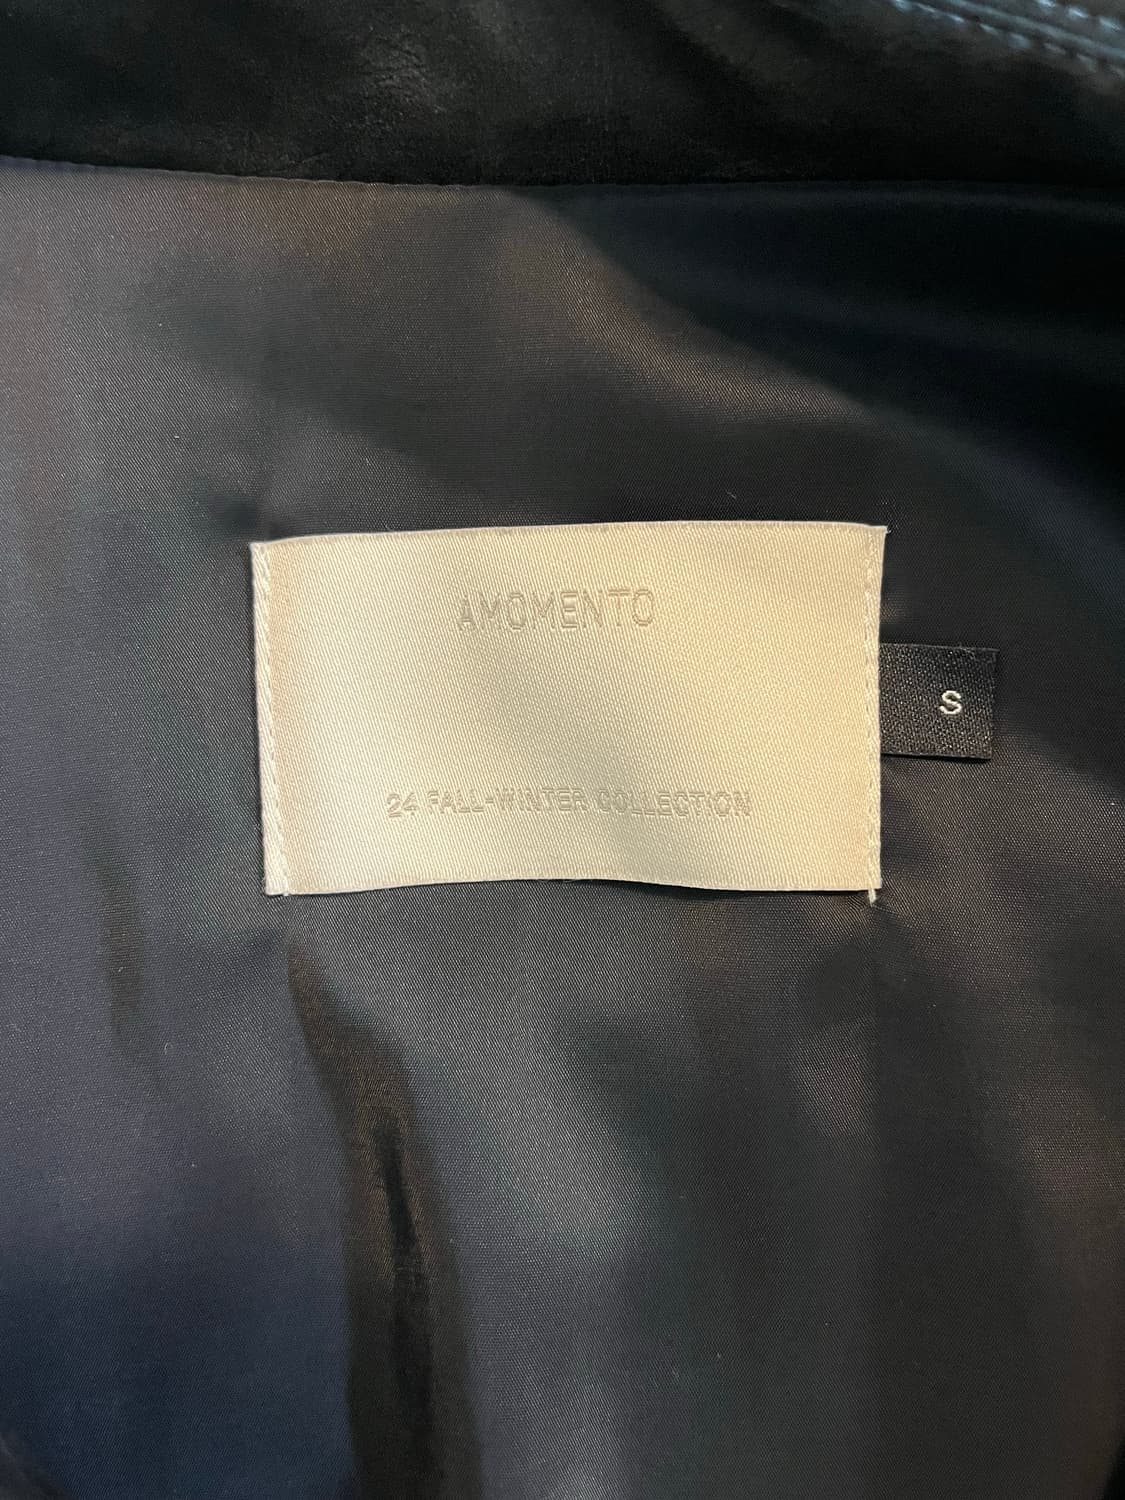 AMOMENTO
S
24 FALL-WINTER COLLECTION